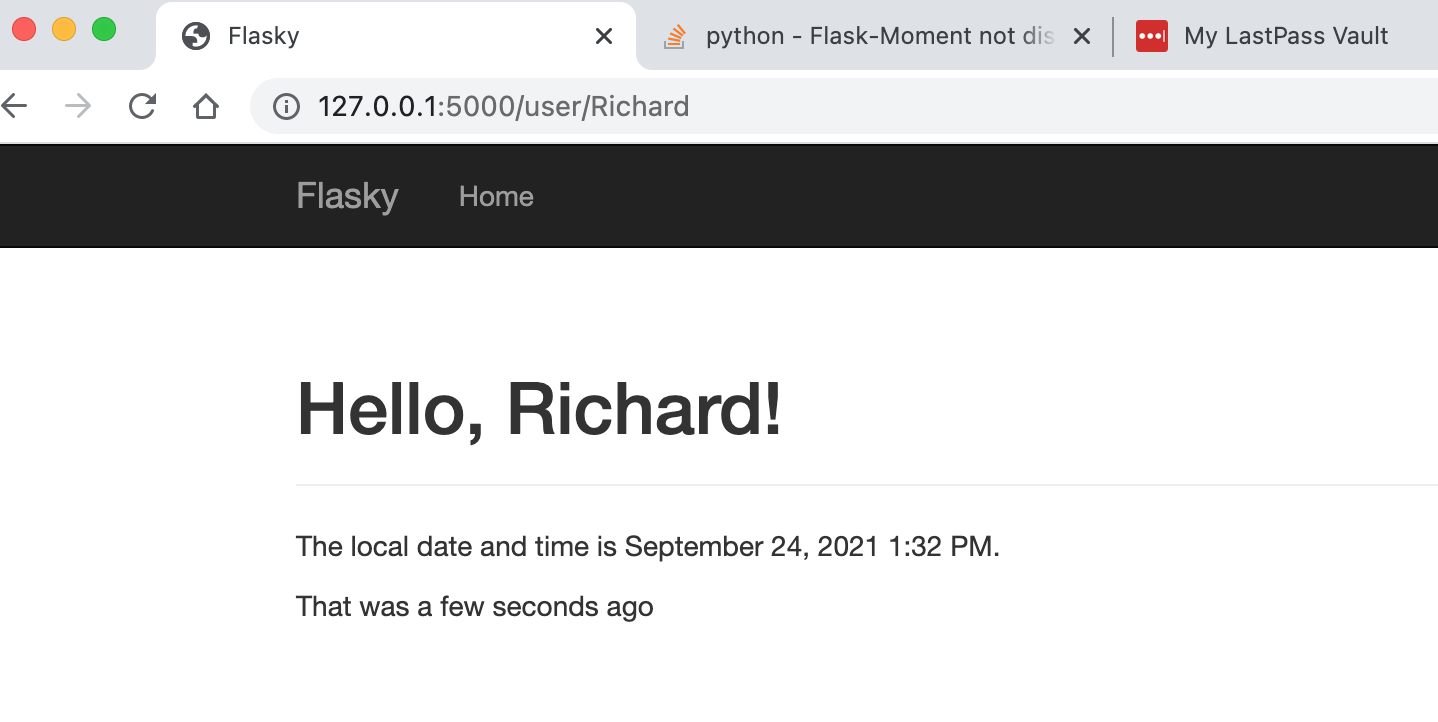 Flasky
python - Flask-Moment not dis
My LastPass Vault
127.0.0.1:5000/user/Richard
Flasky Home
Hello, Richard!
The local date and time is September 24, 2021 1:32 PM.
That was a few seconds ago